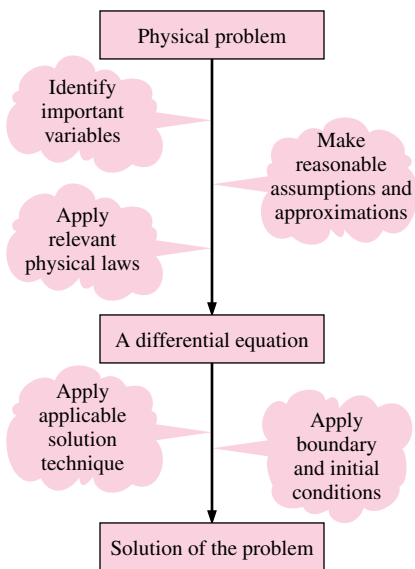 Physical problem
Identify
important
variables
Make
reasonable
assumptions and
approximations
Apply
relevant
physical laws
A differential equation
Apply
applicable
solution
technique
Apply
boundary
and initial
conditions
Solution of the problem